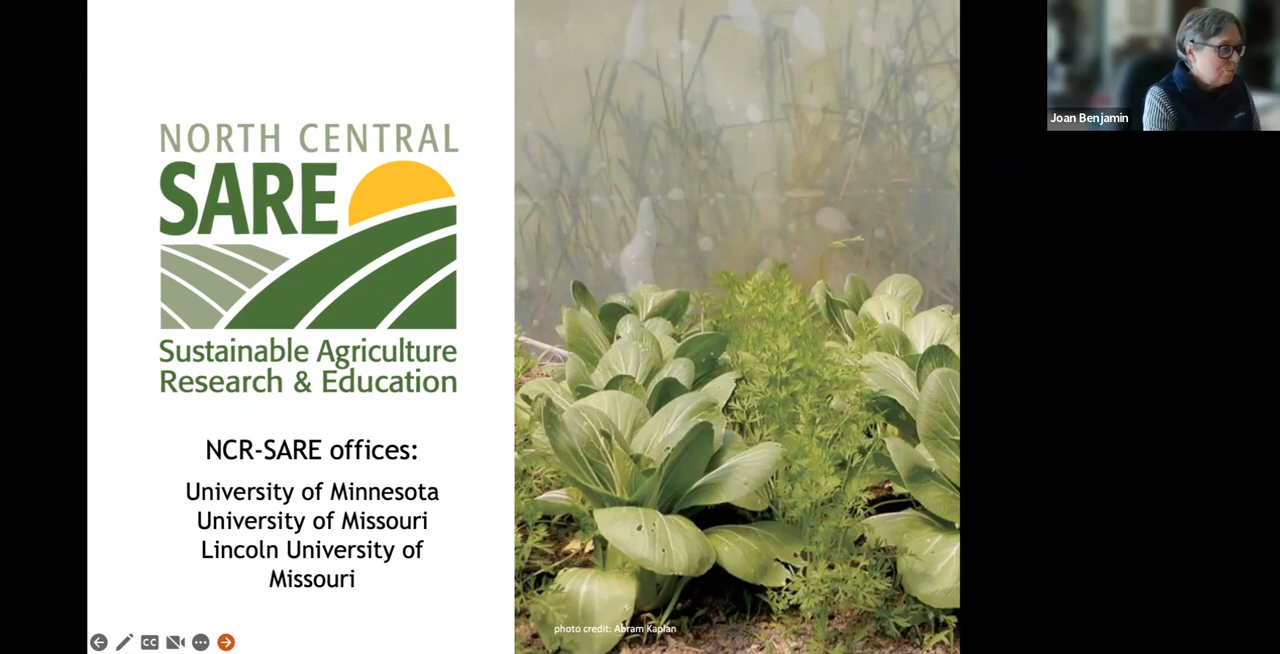 NORTH CENTRAL
SARE
Sustainable Agriculture
Research & Education
NCR-SARE offices:
University of Minnesota
University of Missouri
Lincoln University of
Missouri
photo credit: Abram Kaplan
CC
Joan Benjamin